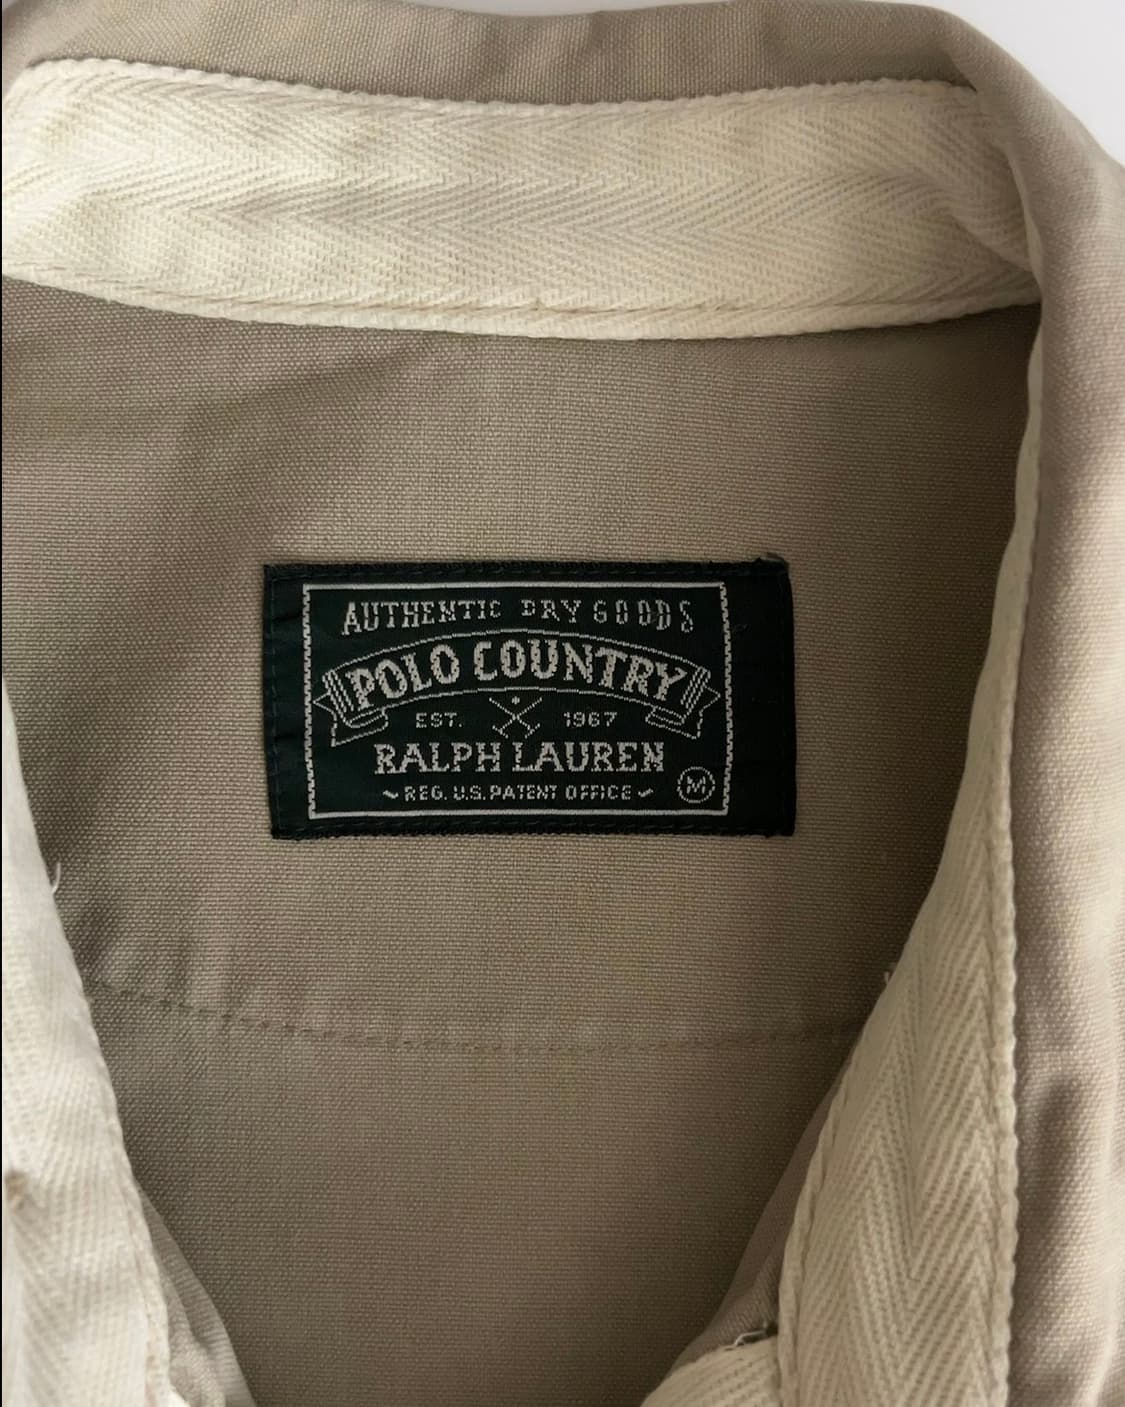 AUTHENTIC DRY GOODS
POLO COUNTRY
EST. 1967
RALPH LAUREN
REG. U.S. PATENT OFFICE
M